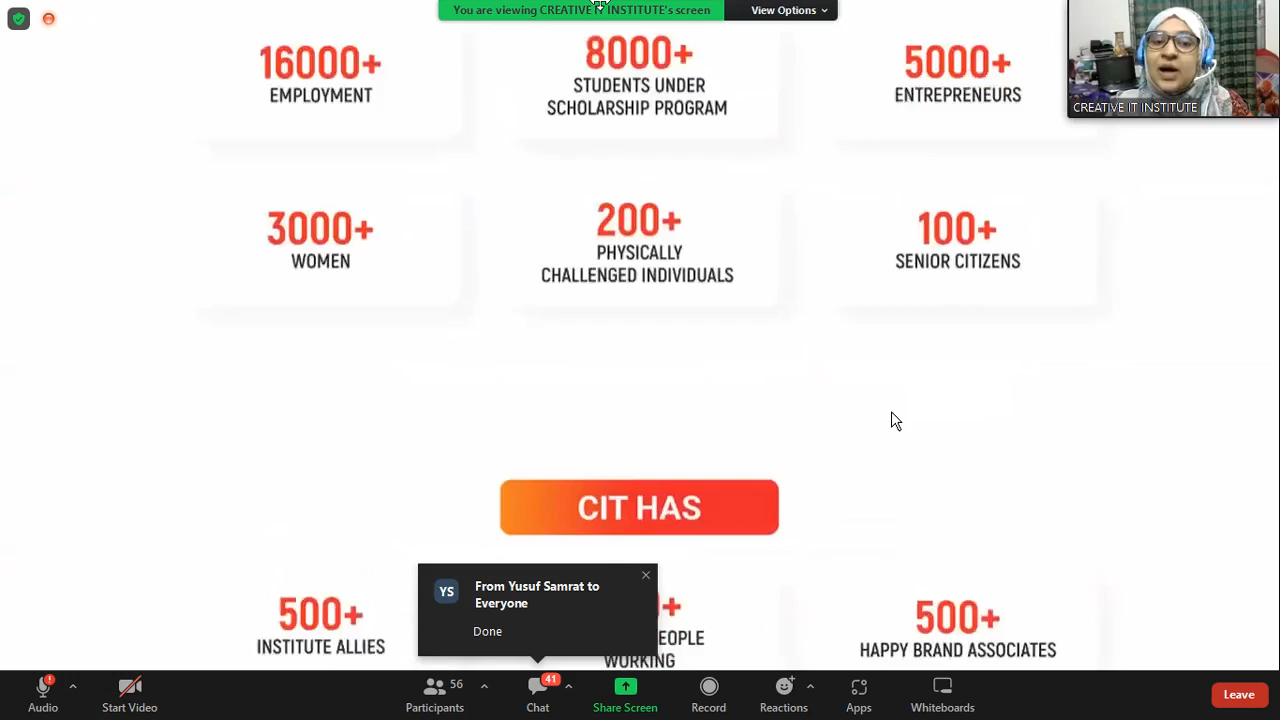 You are viewing CREATIVE IT INSTITUTE's screen
View Options
16000+
EMPLOYMENT
8000+
STUDENTS UNDER
SCHOLARSHIP PROGRAM
5000+
ENTREPRENEURS
CREATIVE IT INSTITUTE
3000+
WOMEN
200+
PHYSICALLY
CHALLENGED INDIVIDUALS
100+
SENIOR CITIZENS
CIT HAS
500+
INSTITUTE ALLIES
YS
From Yusuf Samrat to
Everyone
Done
+
WORKING
500+
HAPPY BRAND ASSOCIATES
Audio
Start Video
56
Participants
41
Chat
Share Screen
Record
Reactions
Apps
Whiteboards
Leave